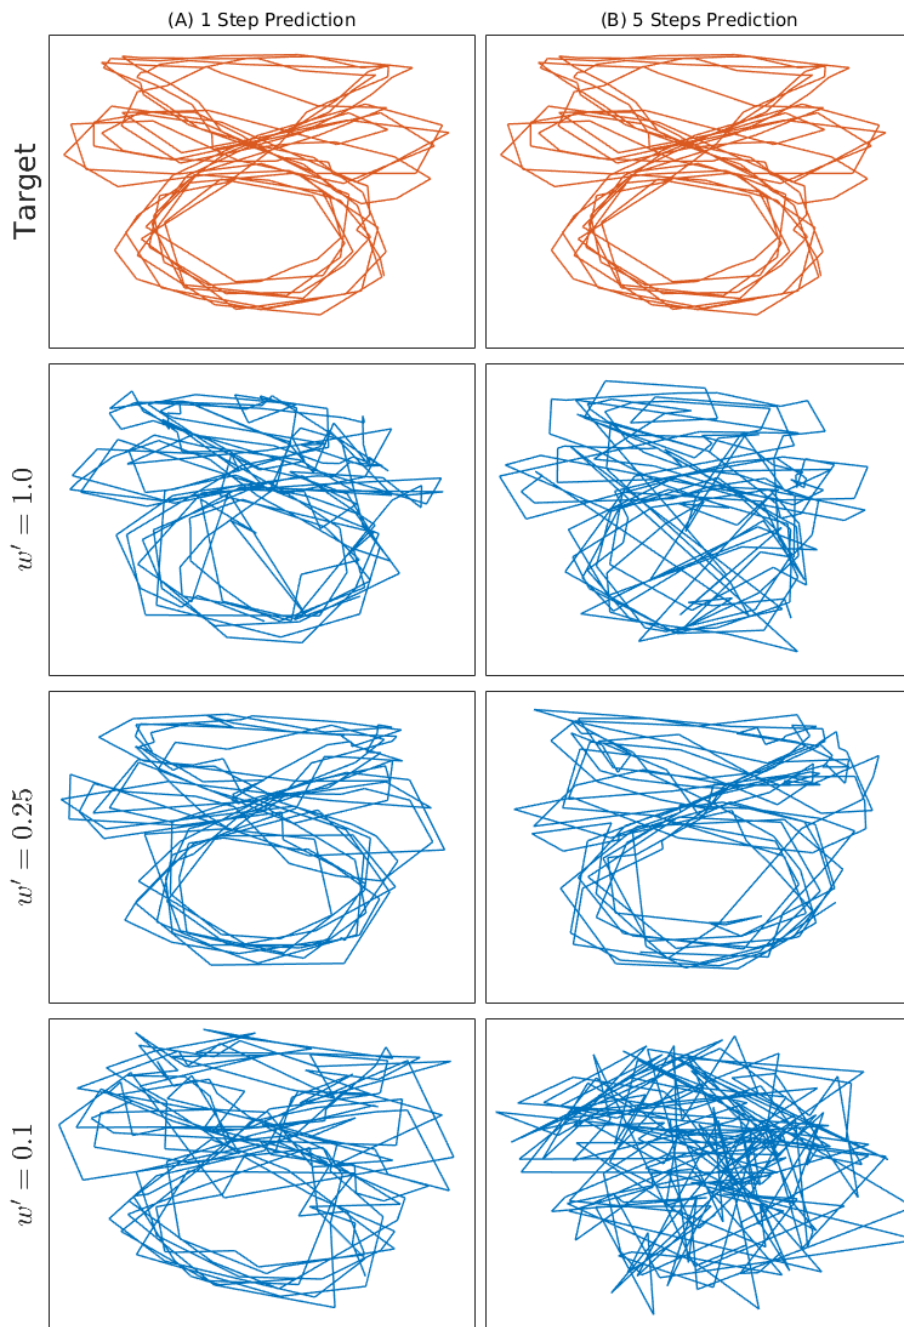 (A) 1 Step Prediction
(B) 5 Steps Prediction
Target
w′ = 1.0
w′ = 0.25
w′ = 0.1